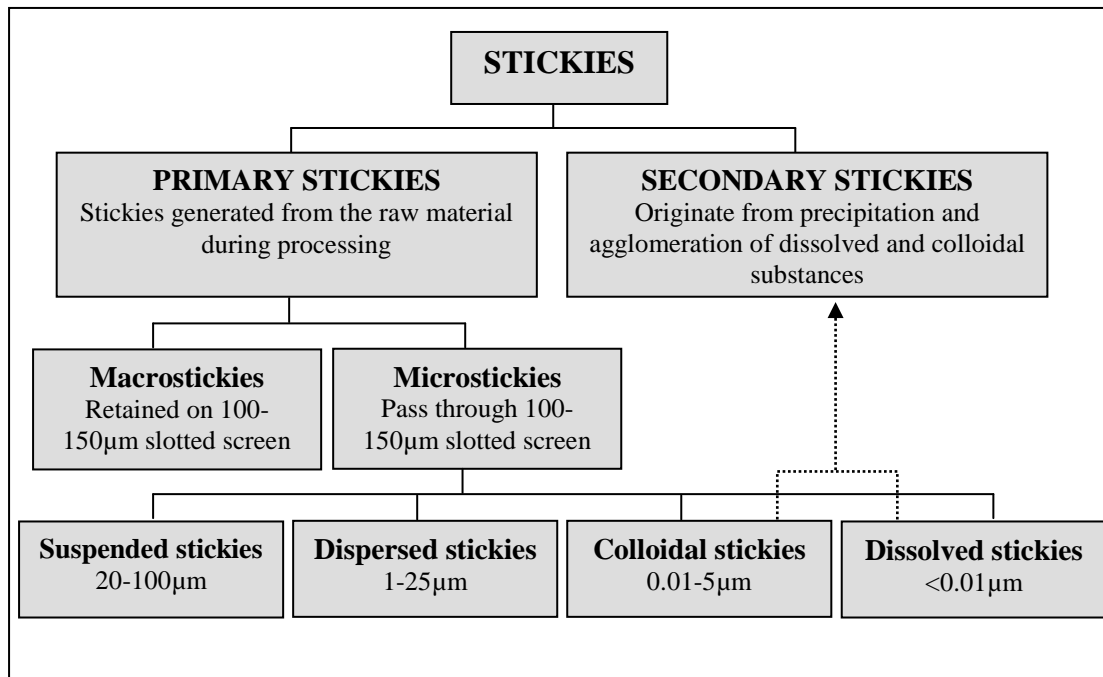 STICKIES
PRIMARY STICKIES
Stickies generated from the raw material
during processing
SECONDARY STICKIES
Originate from precipitation and
agglomeration of dissolved and colloidal
substances
Macrostickies
Retained on 100-
150µm slotted screen
Microstickies
Pass through 100-
150µm slotted screen
Suspended stickies
20-100µm
Dispersed stickies
1-25µm
Colloidal stickies
0.01-5µm
Dissolved stickies
<0.01µm